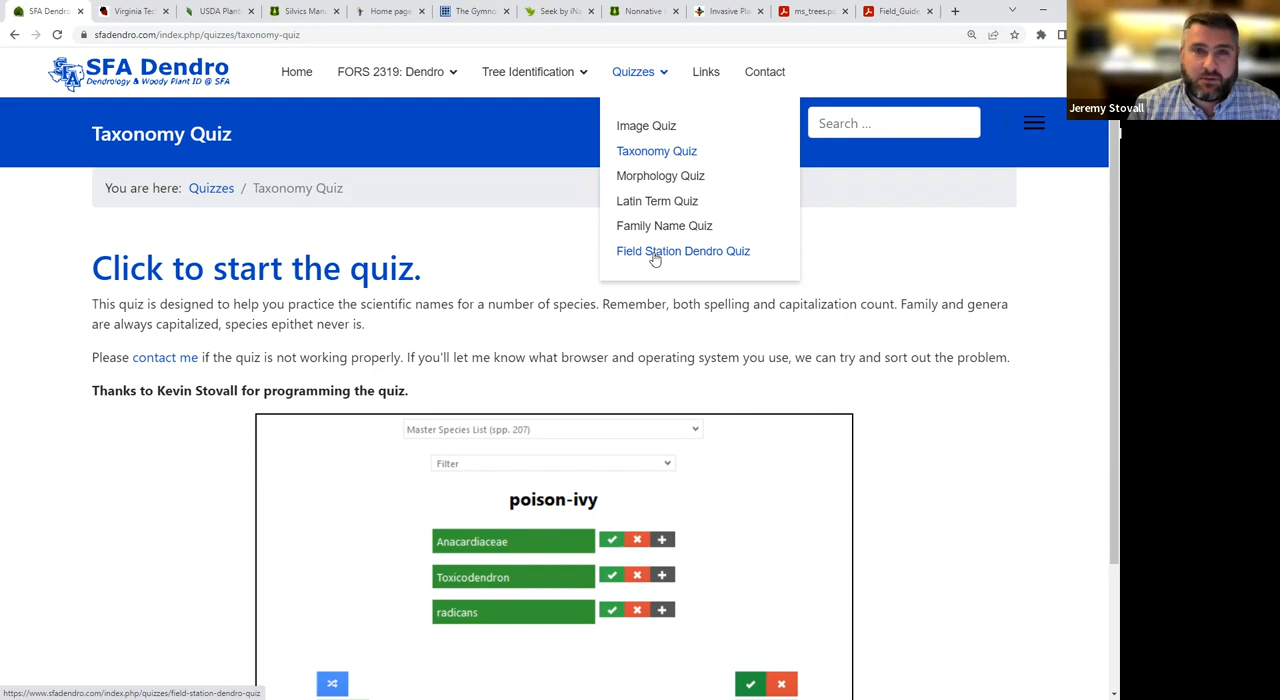 SFA Dendro
Virginia Tec
USDA Plants
Silvics Man
Home page
The Gymno
Seek by iNa
Nonnative
Invasive Plan
ms_trees.po
Field_Guide
sfadendro.com/index.php/quizzes/taxonomy-quiz
SFA Dendro
Dendrology & Woody Plant ID @ SFA
Home
FORS 2319: Dendro
Tree Identification
Quizzes
Links
Contact
Jeremy Stovall
Taxonomy Quiz
Search ...
Image Quiz
Taxonomy Quiz
Morphology Quiz
Latin Term Quiz
Family Name Quiz
Field Station Dendro Quiz
You are here: Quizzes / Taxonomy Quiz
Click to start the quiz.
This quiz is designed to help you practice the scientific names for a number of species. Remember, both spelling and capitalization count. Family and genera
are always capitalized, species epithet never is.
Please contact me if the quiz is not working properly. If you'll let me know what browser and operating system you use, we can try and sort out the problem.
Thanks to Kevin Stovall for programming the quiz.
Master Species List (spp. 207)
Filter
poison-ivy
Anacardiaceae
Toxicodendron
radicans
https://www.sfadendro.com/index.php/quizzes/field-station-dendro-quiz